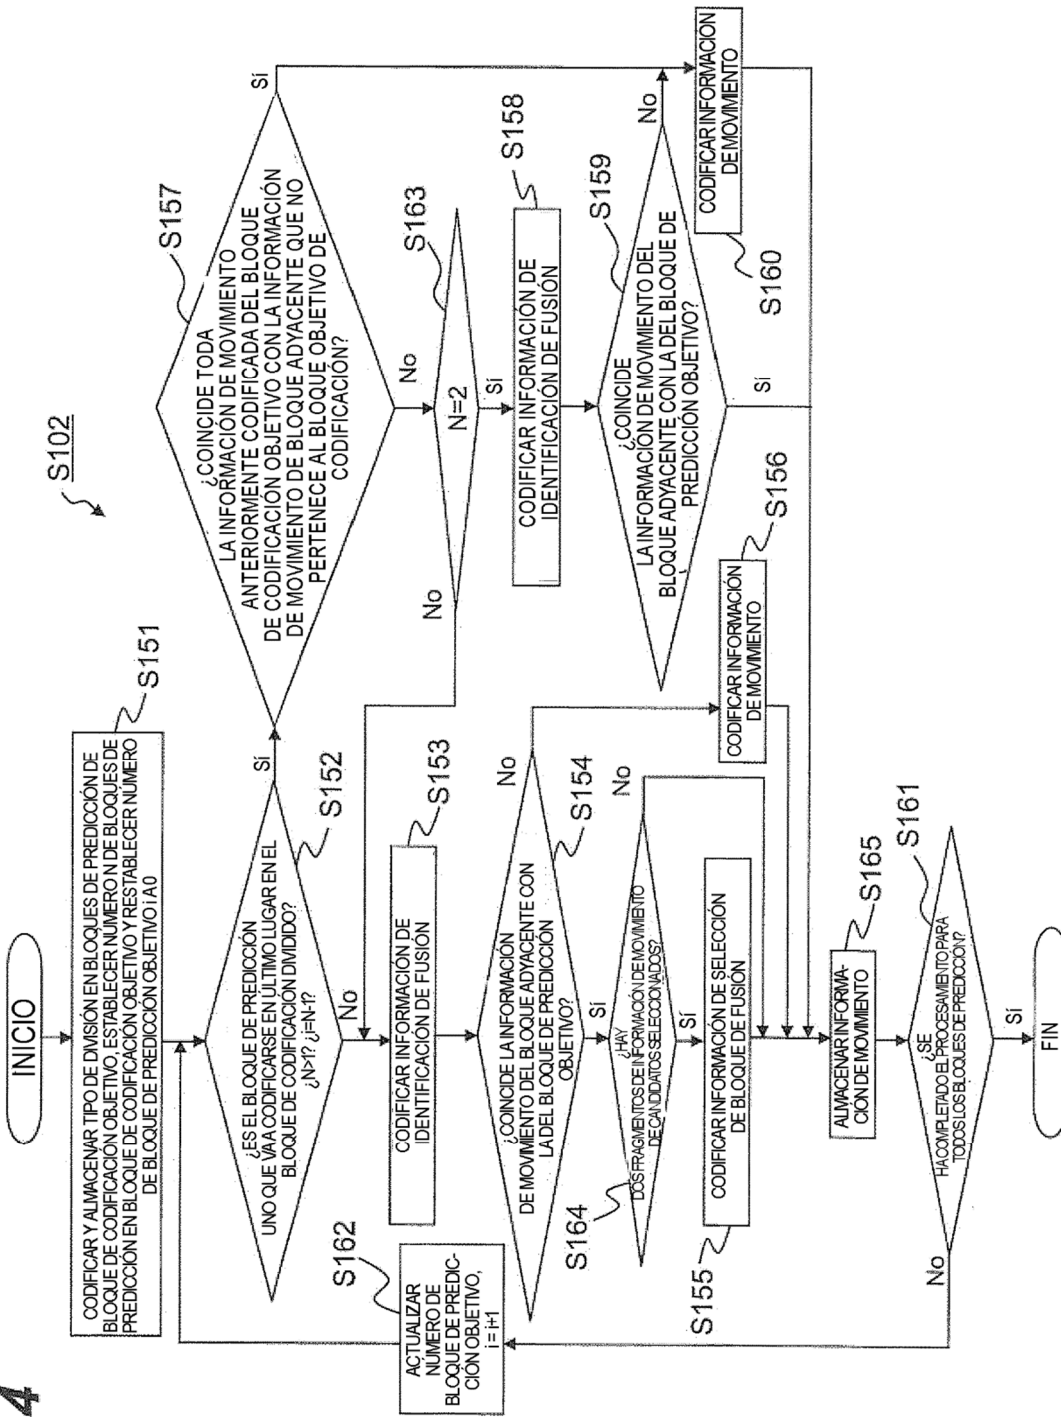 4
S102
INICIO
CODIFICAR Y ALMACENAR TIPO DE DIVISIÓN EN BLOQUES DE PREDICCIÓN DE
BLOQUE DE CODIFICACIÓN OBJETIVO, ESTABLECER NÚMERO N DE BLOQUES DE
PREDICCIÓN EN BLOQUE DE CODIFICACIÓN OBJETIVO Y RESTABLECER NÚMERO
DE BLOQUE DE PREDICCIÓN OBJETIVO i A 0
S151
¿ES EL BLOQUE DE PREDICCIÓN
UNO QUE VA A CODIFICARSE EN ÚLTIMO LUGAR EN EL
BLOQUE DE CODIFICACIÓN DIVIDIDO?
¿N>1? ¿i=N-1?
S152
Sí
No
¿COINCIDE TODA
LA INFORMACIÓN DE MOVIMIENTO
ANTERIORMENTE CODIFICADA DEL BLOQUE
DE CODIFICACIÓN OBJETIVO CON LA INFORMACIÓN
DE MOVIMIENTO DE BLOQUE ADYACENTE QUE NO
PERTENECE AL BLOQUE OBJETIVO DE
CODIFICACIÓN?
S157
Sí
No
N=2
S163
No
Sí
CODIFICAR INFORMACIÓN DE
IDENTIFICACIÓN DE FUSIÓN
S158
¿COINCIDE
LA INFORMACIÓN DE MOVIMIENTO DEL
BLOQUE ADYACENTE CON LA DEL BLOQUE DE
PREDICCIÓN OBJETIVO?
S159
No
Sí
CODIFICAR INFORMACIÓN
DE MOVIMIENTO
S160
CODIFICAR INFORMACIÓN DE
IDENTIFICACIÓN DE FUSIÓN
S153
¿COINCIDE LA INFORMACIÓN
DE MOVIMIENTO DEL BLOQUE ADYACENTE CON
LA DEL BLOQUE DE PREDICCIÓN
OBJETIVO?
S154
No
Sí
CODIFICAR INFORMACIÓN
DE MOVIMIENTO
S156
¿HAY
DOS FRAGMENTOS DE INFORMACIÓN DE MOVIMIENTO
DE CANDIDATOS SELECCIONADOS?
S164
No
Sí
CODIFICAR INFORMACIÓN DE SELECCIÓN
DE BLOQUE DE FUSIÓN
S155
ALMACENAR INFORMA-
CIÓN DE MOVIMIENTO
S165
¿SE
HA COMPLETADO EL PROCESAMIENTO PARA
TODOS LOS BLOQUES DE PREDICCIÓN?
S161
No
Sí
ACTUALIZAR
NÚMERO DE
BLOQUE DE PREDIC-
CIÓN OBJETIVO,
i = i+1
S162
FIN